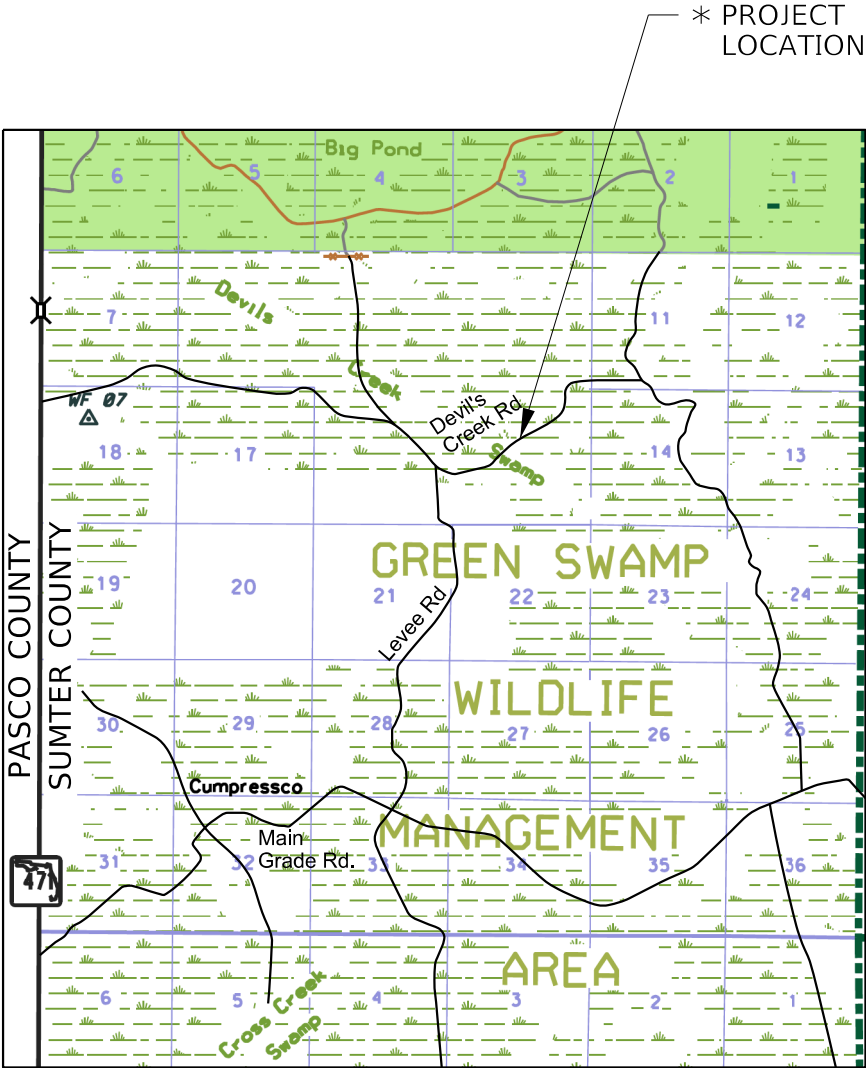 * PROJECT
LOCATION
Big Pond
6
5
4
3
2
1
Devils
7
11
12
Creek
WF 07
Devil's
Creek Rd
Swamp
18
17
14
13
PASCO COUNTY
SUMTER COUNTY
GREEN SWAMP
19
20
21
22
23
24
Levee Rd
WILDLIFE
30
29
28
27
26
25
Cumpressco
Main
Grade Rd.
MANAGEMENT
31
32
33
34
35
36
471
AREA
6
5
4
3
2
1
Cross Creek
Swamp